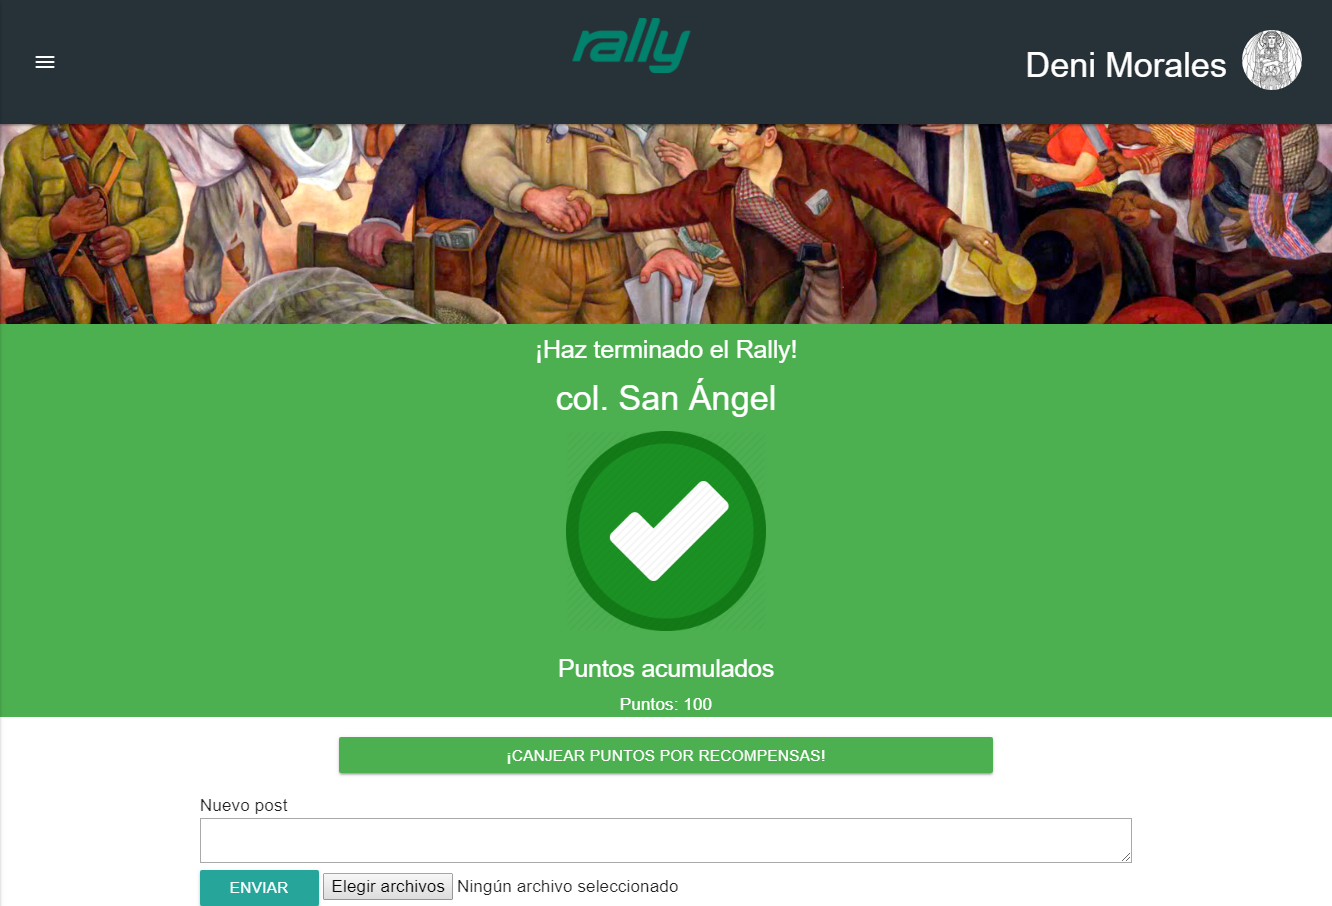 rally
Deni Morales
¡Haz terminado el Rally!
col. San Ángel
Puntos acumulados
Puntos: 100
¡CANJEAR PUNTOS POR RECOMPENSAS!
Nuevo post
ENVIAR Elegir archivos Ningún archivo seleccionado